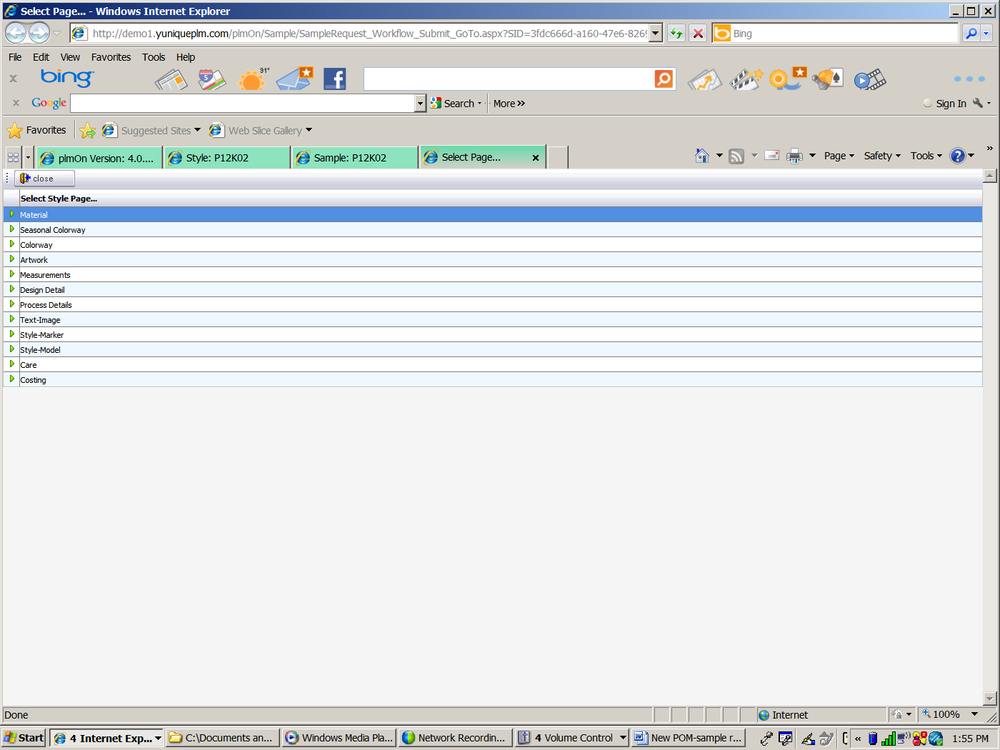 Select Page... - Windows Internet Explorer
http://demo1.yuniqueplm.com/plmOn/Sample/SampleRequest_Workflow_Submit_GoTo.aspx?SID=3fdc666d-a160-47e6-826
Bing
File Edit View Favorites Tools Help
x bing 5 91°
x Google Search More » Sign In
Favorites Suggested Sites Web Slice Gallery
plmOn Version: 4.0.... Style: P12K02 Sample: P12K02 Select Page... x Page Safety Tools ? »
close
Select Style Page...
Material
Seasonal Colorway
Colorway
Artwork
Measurements
Design Detail
Process Details
Text-Image
Style-Marker
Style-Model
Care
Costing
Done Internet 100%
Start 4 Internet Exp... C:\Documents an... Windows Media Pla... Network Recordin... 4 Volume Control New POM-sample r... « 1:55 PM